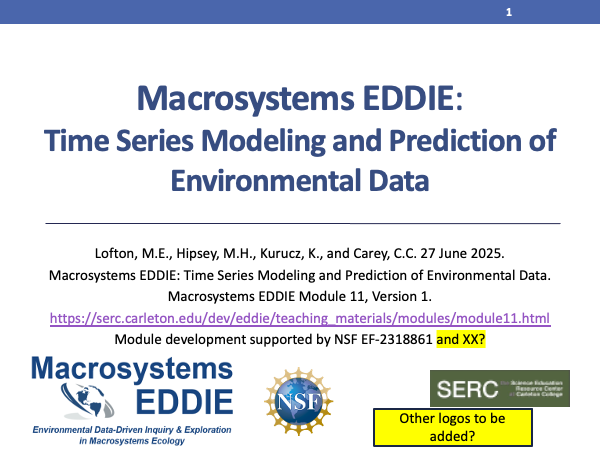 1
Macrosystems EDDIE:
Time Series Modeling and Prediction of
Environmental Data
Lofton, M.E., Hipsey, M.H., Kurucz, K., and Carey, C.C. 27 June 2025.
Macrosystems EDDIE: Time Series Modeling and Prediction of Environmental Data.
Macrosystems EDDIE Module 11, Version 1.
https://serc.carleton.edu/dev/eddie/teaching_materials/modules/module11.html
Module development supported by NSF EF-2318861 and XX?
Macrosystems
EDDIE
Environmental Data-Driven Inquiry & Exploration
in Macrosystems Ecology
NSF
SERC
Science Education
Resource Center
Carleton College
Other logos to be
added?